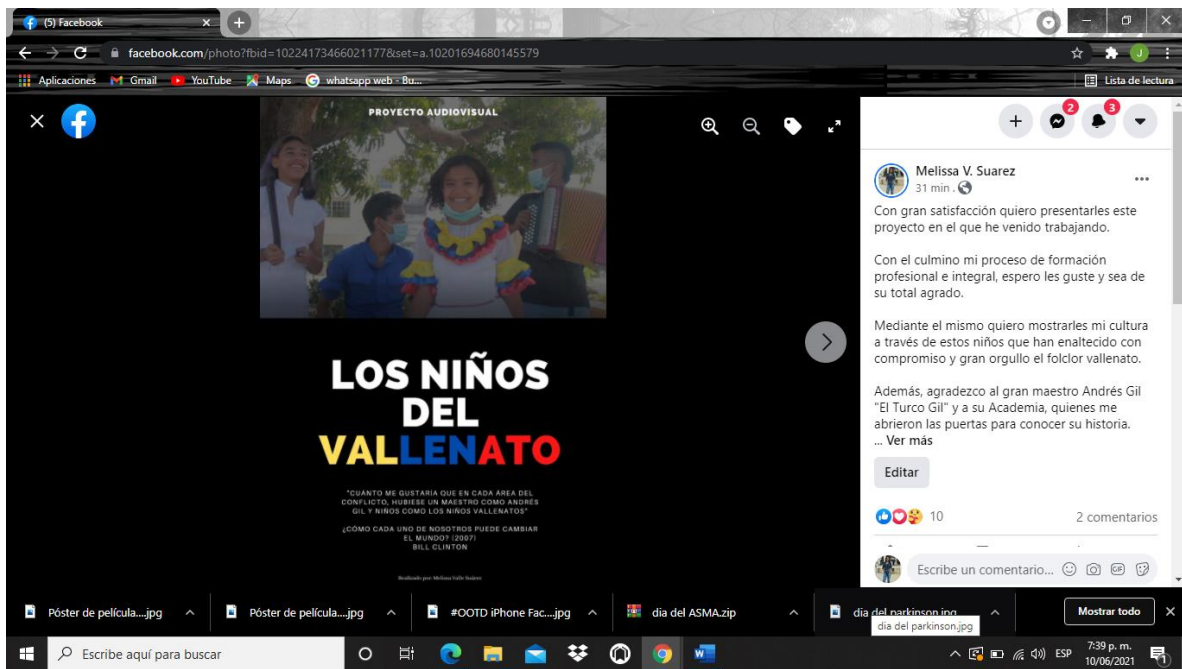 (5) Facebook
facebook.com/photo?fbid=10224173466021177&set=a.10201694680145579
Aplicaciones Gmail YouTube Maps whatsapp web - Bu... Lista de lectura
PROYECTO AUDIOVISUAL
LOS NIÑOS
DEL
VALLENATO
"CUANTO ME GUSTARÍA QUE EN CADA AREA DEL
CONFLICTO, HUBIESE UN MAESTRO COMO ANDRÉS
GIL Y NIÑOS COMO LOS NIÑOS VALLENATOS"
¿CÓMO CADA UNO DE NOSOTROS PUEDE CAMBIAR
EL MUNDO? (2007)
BILL CLINTON
Realizado por: Melissa Valle Suárez
2 3
Melissa V. Suarez
31 min.
Con gran satisfacción quiero presentarles este
proyecto en el que he venido trabajando.
Con el culmino mi proceso de formación
profesional e integral, espero les guste y sea de
su total agrado.
Mediante el mismo quiero mostrarles mi cultura
a través de estos niños que han enaltecido con
compromiso y gran orgullo el folclor vallenato.
Además, agradezco al gran maestro Andrés Gil
"El Turco Gil" y a su Academia, quienes me
abrieron las puertas para conocer su historia.
... Ver más
Editar
10 2 comentarios
Escribe un comentario... GIF
Póster de película....jpg Póster de película....jpg #OOTD iPhone Fac....jpg dia del ASMA.zip dia del parkinson.jpg Mostrar todo
dia del parkinson.jpg
Escribe aquí para buscar ESP 7:39 p. m.
10/06/2021